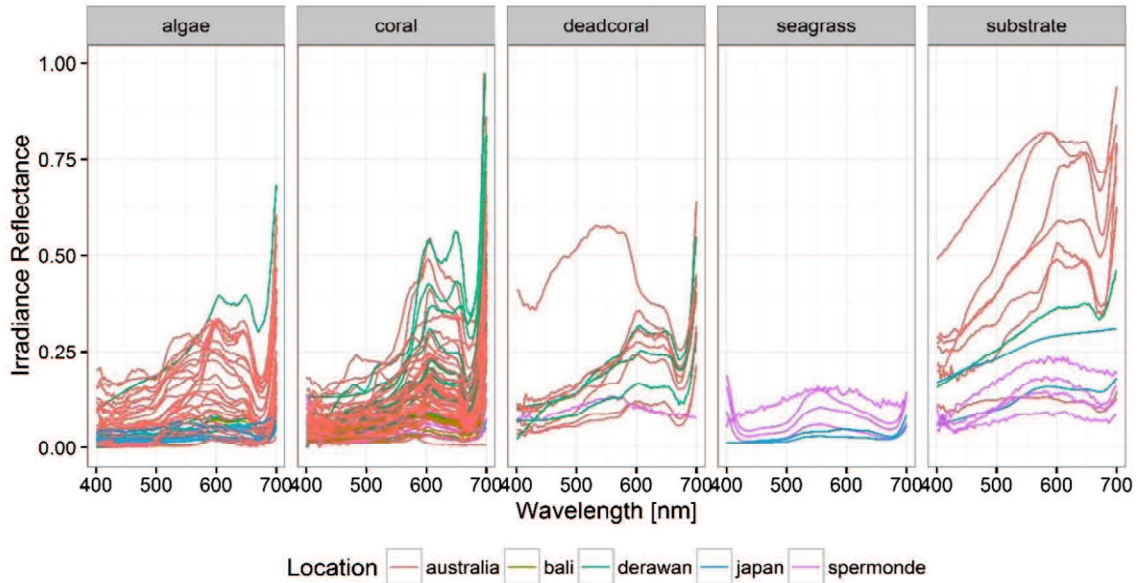 algae coral deadcoral seagrass substrate
Irradiance Reflectance
1.00
0.75
0.50
0.25
0.00
400 500 600 700 400 500 600 700 400 500 600 700 400 500 600 700 400 500 600 700
Wavelength [nm]
Location australia bali derawan japan spermonde